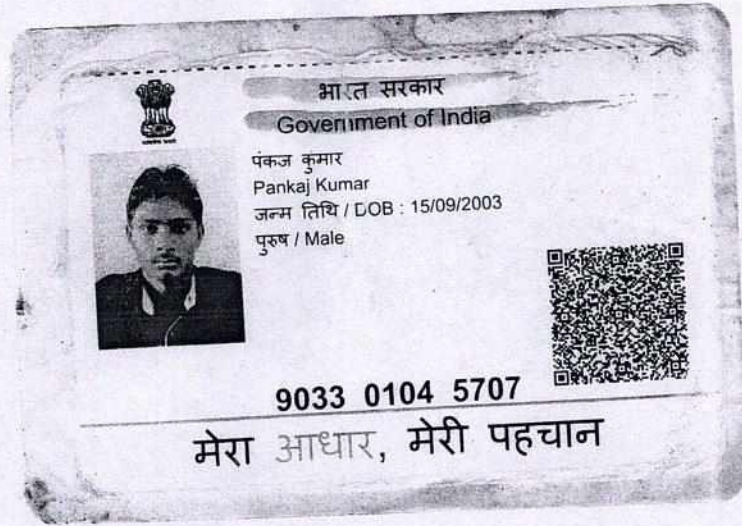 भारत सरकार
Government of India
पंकज कुमार
Pankaj Kumar
जन्म तिथि / DOB : 15/09/2003
पुरुष / Male
9033 0104 5707
मेरा आधार, मेरी पहचान